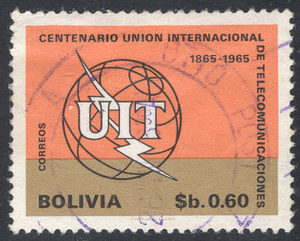 CENTENARIO UNION INTERNACIONAL
DE TELECOMUNICACIONES
1865-1965
UIT
CORREOS
BOLIVIA $b.0.60